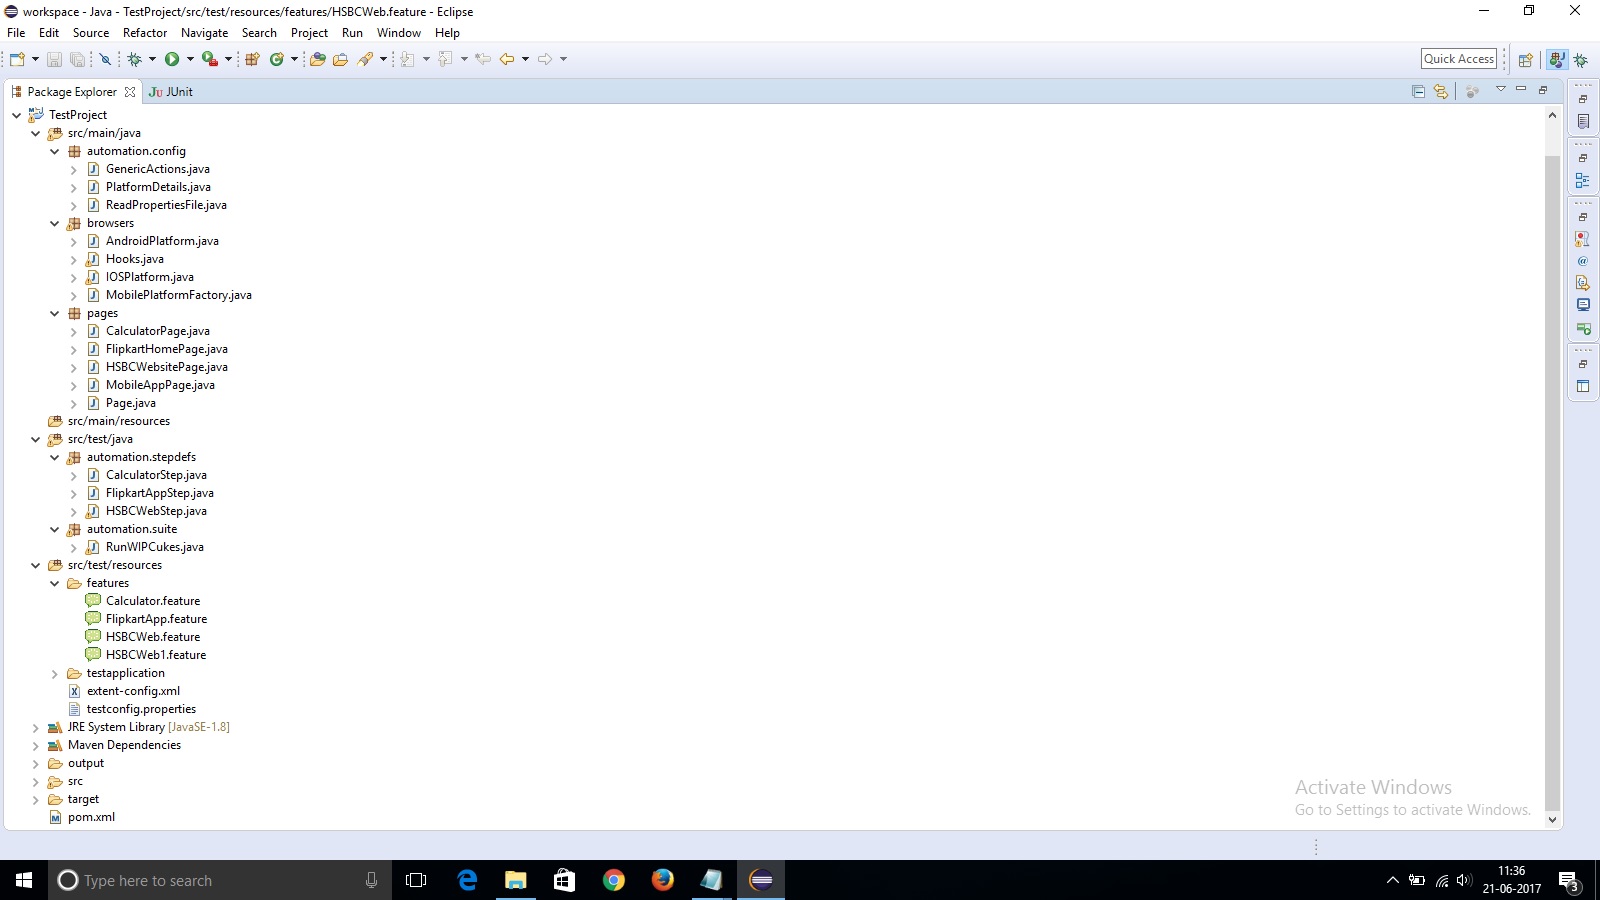 workspace - Java - TestProject/src/test/resources/features/HSBCWeb.feature - Eclipse
File Edit Source Refactor Navigate Search Project Run Window Help
Quick Access
Package Explorer JUnit
TestProject
src/main/java
automation.config
GenericActions.java
PlatformDetails.java
ReadPropertiesFile.java
browsers
AndroidPlatform.java
Hooks.java
IOSPlatform.java
MobilePlatformFactory.java
pages
CalculatorPage.java
FlipkartHomePage.java
HSBCWebsitePage.java
MobileAppPage.java
Page.java
src/main/resources
src/test/java
automation.stepdefs
CalculatorStep.java
FlipkartAppStep.java
HSBCWebStep.java
automation.suite
RunWIPCukes.java
src/test/resources
features
Calculator.feature
FlipkartApp.feature
HSBCWeb.feature
HSBCWeb1.feature
testapplication
extent-config.xml
testconfig.properties
JRE System Library [JavaSE-1.8]
Maven Dependencies
output
src
target
pom.xml
Activate Windows
Go to Settings to activate Windows.
Type here to search
11:36
21-06-2017
3